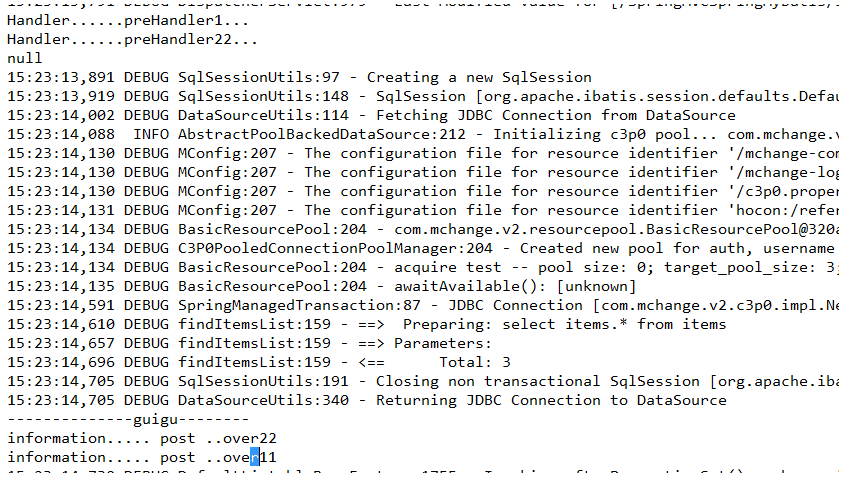 Handler......preHandler1...
Handler......preHandler22...
null
15:23:13,891 DEBUG SqlSessionUtils:97 - Creating a new SqlSession
15:23:13,919 DEBUG SqlSessionUtils:148 - SqlSession [org.apache.ibatis.session.defaults.Defau
15:23:14,002 DEBUG DataSourceUtils:114 - Fetching JDBC Connection from DataSource
15:23:14,088  INFO AbstractPoolBackedDataSource:212 - Initializing c3p0 pool... com.mchange.v
15:23:14,130 DEBUG MConfig:207 - The configuration file for resource identifier '/mchange-com
15:23:14,130 DEBUG MConfig:207 - The configuration file for resource identifier '/mchange-log
15:23:14,130 DEBUG MConfig:207 - The configuration file for resource identifier '/c3p0.proper
15:23:14,131 DEBUG MConfig:207 - The configuration file for resource identifier 'hocon:/refer
15:23:14,134 DEBUG BasicResourcePool:204 - com.mchange.v2.resourcepool.BasicResourcePool@320a
15:23:14,134 DEBUG C3P0PooledConnectionPoolManager:204 - Created new pool for auth, username
15:23:14,134 DEBUG BasicResourcePool:204 - acquire test -- pool size: 0; target_pool_size: 3;
15:23:14,135 DEBUG BasicResourcePool:204 - awaitAvailable(): [unknown]
15:23:14,591 DEBUG SpringManagedTransaction:87 - JDBC Connection [com.mchange.v2.c3p0.impl.Ne
15:23:14,610 DEBUG findItemsList:159 - ==>  Preparing: select items.* from items
15:23:14,657 DEBUG findItemsList:159 - ==> Parameters:
15:23:14,696 DEBUG findItemsList:159 - <==      Total: 3
15:23:14,705 DEBUG SqlSessionUtils:191 - Closing non transactional SqlSession [org.apache.iba
15:23:14,705 DEBUG DataSourceUtils:340 - Returning JDBC Connection to DataSource
--------------guigu--------
information..... post ..over22
information..... post ..over11